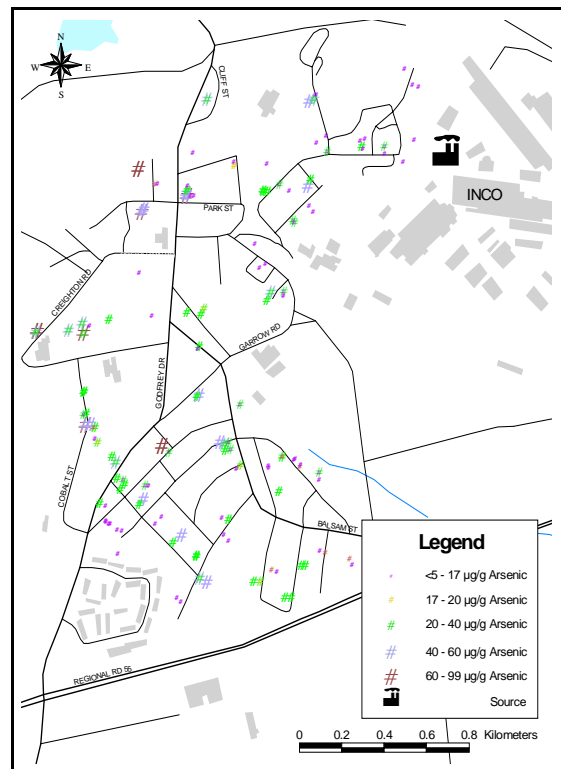 N
W E
S
CLIFF ST
INCO
PARK ST
CREIGHTON RD
GARROW RD
GODFREY DR
COBALT ST
BALSAM ST
REGIONAL RD 55
Legend
<5 - 17 µg/g Arsenic
17 - 20 µg/g Arsenic
20 - 40 µg/g Arsenic
40 - 60 µg/g Arsenic
60 - 99 µg/g Arsenic
Source
0 0.2 0.4 0.6 0.8 Kilometers